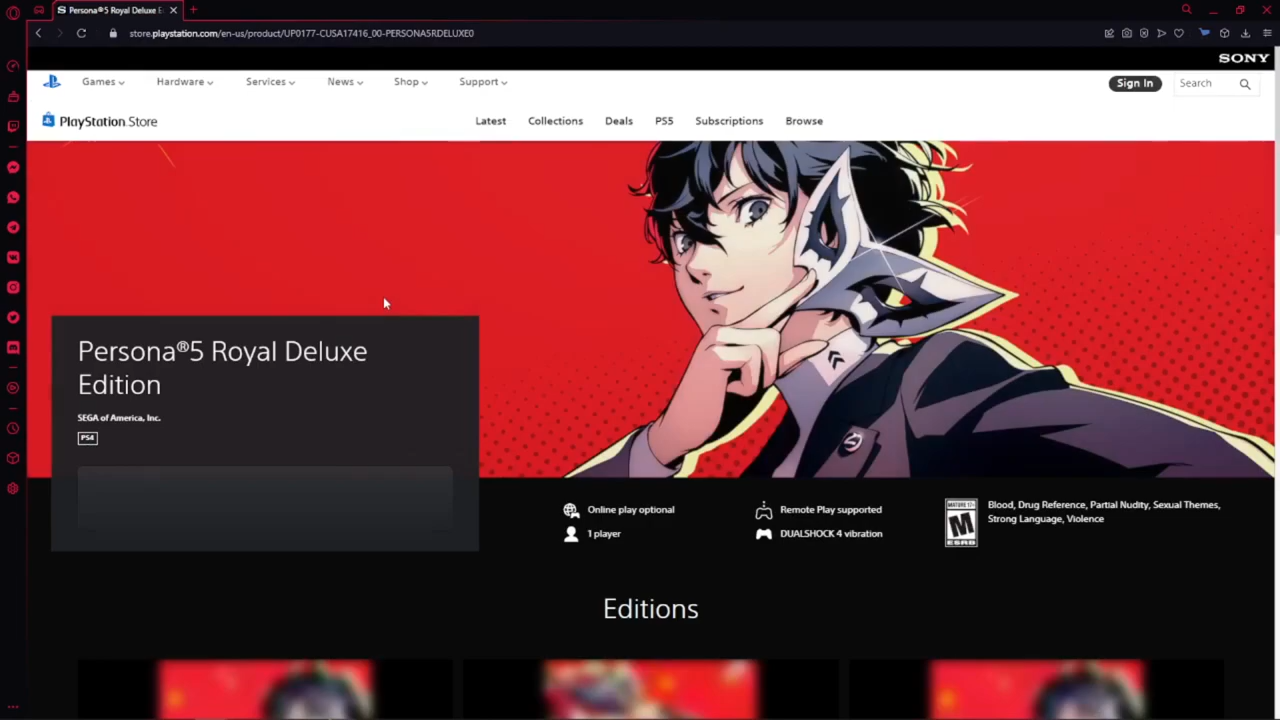 Persona®5 Royal Deluxe E
store.playstation.com/en-us/product/UP0177-CUSA17416_00-PERSONA5RDELUXE0
SONY
Games
Hardware
Services
News
Shop
Support
Sign In
Search
PlayStation Store
Latest
Collections
Deals
PS5
Subscriptions
Browse
Persona®5 Royal Deluxe
Edition
SEGA of America, Inc.
PS4
Online play optional
1 player
Remote Play supported
DUALSHOCK 4 vibration
MATURE 17+
M
ESRB
Blood, Drug Reference, Partial Nudity, Sexual Themes,
Strong Language, Violence
Editions